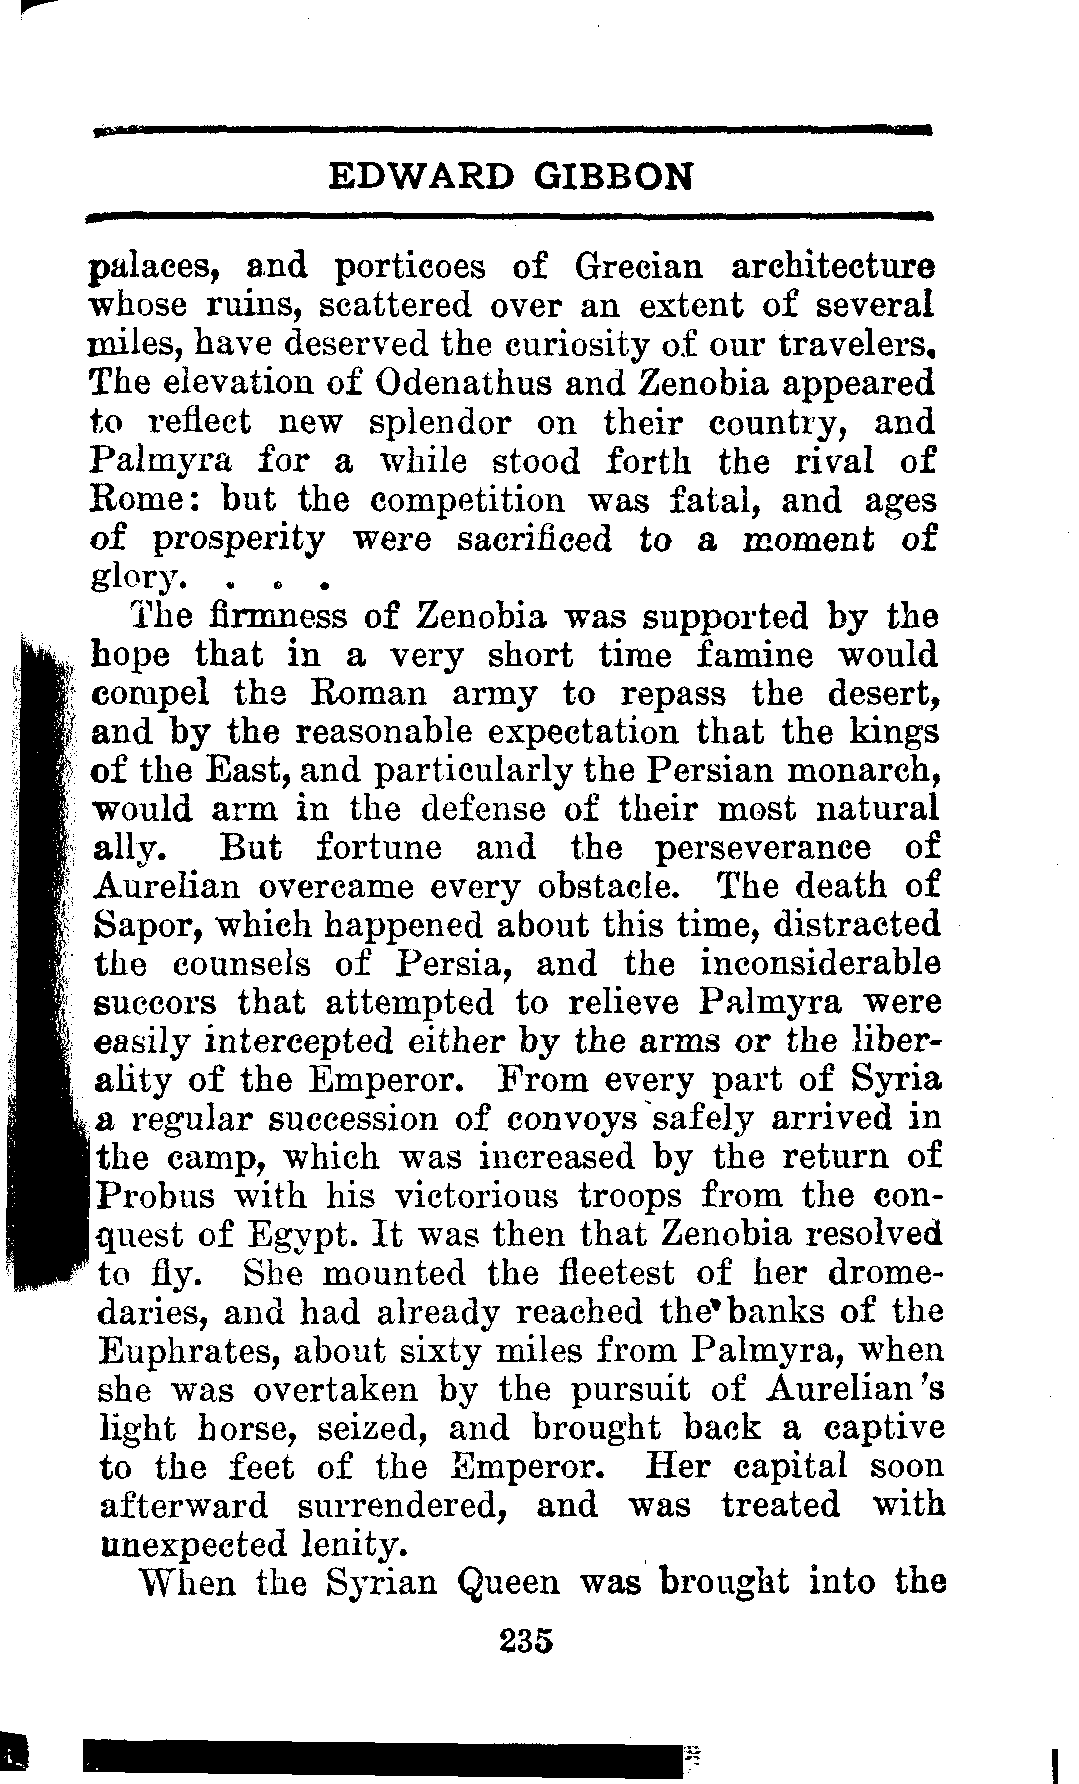 EDWARD GIBBON
palaces, and porticoes of Grecian architecture
whose ruins, scattered over an extent of several
miles, have deserved the curiosity of our travelers.
The elevation of Odenathus and Zenobia appeared
to reflect new splendor on their country, and
Palmyra for a while stood forth the rival of
Rome: but the competition was fatal, and ages
of prosperity were sacrificed to a moment of
glory. . . .
The firmness of Zenobia was supported by the
hope that in a very short time famine would
compel the Roman army to repass the desert,
and by the reasonable expectation that the kings
of the East, and particularly the Persian monarch,
would arm in the defense of their most natural
ally. But fortune and the perseverance of
Aurelian overcame every obstacle. The death of
Sapor, which happened about this time, distracted
the counsels of Persia, and the inconsiderable
succors that attempted to relieve Palmyra were
easily intercepted either by the arms or the liber-
ality of the Emperor. From every part of Syria
a regular succession of convoys safely arrived in
the camp, which was increased by the return of
Probus with his victorious troops from the con-
quest of Egypt. It was then that Zenobia resolved
to fly. She mounted the fleetest of her drome-
daries, and had already reached the banks of the
Euphrates, about sixty miles from Palmyra, when
she was overtaken by the pursuit of Aurelian's
light horse, seized, and brought back a captive
to the feet of the Emperor. Her capital soon
afterward surrendered, and was treated with
unexpected lenity.
When the Syrian Queen was brought into the
235